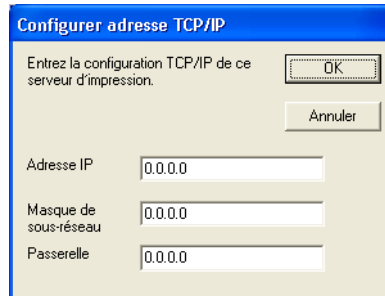 Configurer adresse TCP/IP
Entrez la configuration TCP/IP de ce
serveur d'impression.
OK
Annuler
Adresse IP
0.0.0.0
Masque de
sous-réseau
0.0.0.0
Passerelle
0.0.0.0